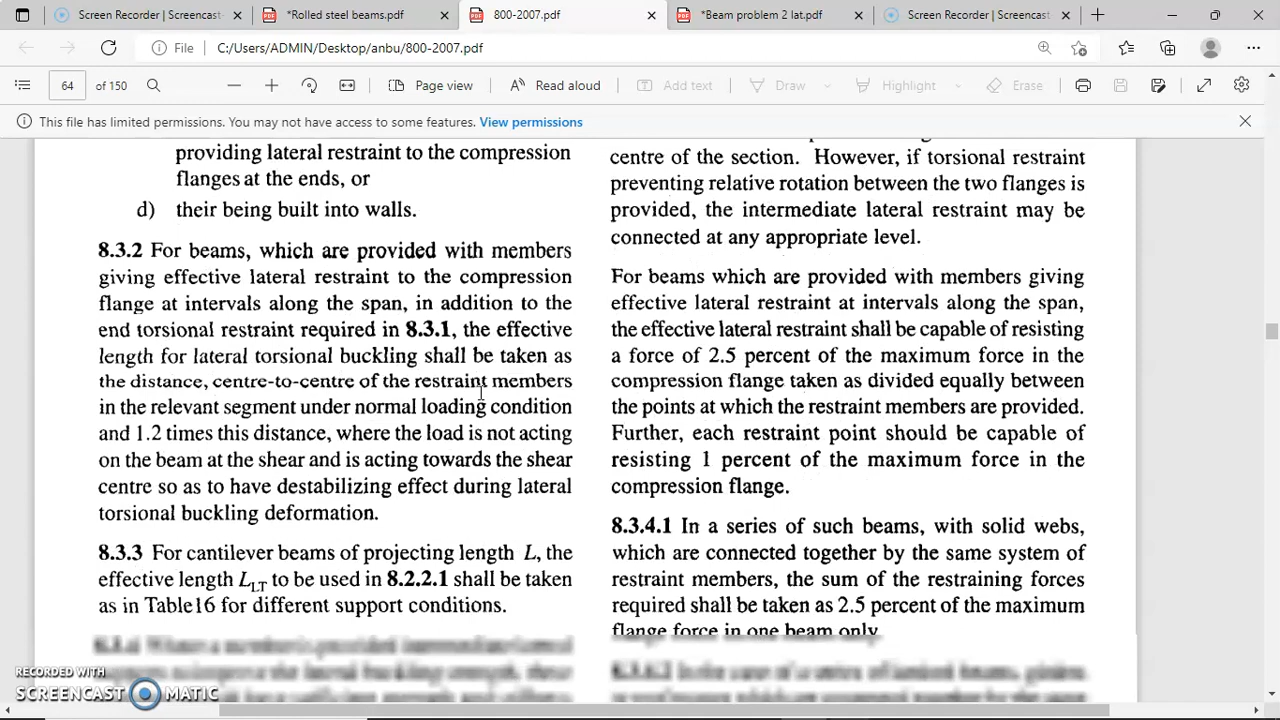 Screen Recorder | Screencast-
*Rolled steel beams.pdf
800-2007.pdf
*Beam problem 2 lat.pdf
Screen Recorder | Screencast
File
C:/Users/ADMIN/Desktop/anbu/800-2007.pdf
64
of 150
Page view
Read aloud
Add text
Draw
Highlight
Erase
This file has limited permissions. You may not have access to some features. View permissions
providing lateral restraint to the compression
flanges at the ends, or
d) their being built into walls.
8.3.2 For beams, which are provided with members
giving effective lateral restraint to the compression
flange at intervals along the span, in addition to the
end torsional restraint required in 8.3.1, the effective
length for lateral torsional buckling shall be taken as
the distance, centre-to-centre of the restraint members
in the relevant segment under normal loading condition
and 1.2 times this distance, where the load is not acting
on the beam at the shear and is acting towards the shear
centre so as to have destabilizing effect during lateral
torsional buckling deformation.
8.3.3 For cantilever beams of projecting length L, the
effective length LLT to be used in 8.2.2.1 shall be taken
as in Table16 for different support conditions.
centre of the section. However, if torsional restraint
preventing relative rotation between the two flanges is
provided, the intermediate lateral restraint may be
connected at any appropriate level.
For beams which are provided with members giving
effective lateral restraint at intervals along the span,
the effective lateral restraint shall be capable of resisting
a force of 2.5 percent of the maximum force in the
compression flange taken as divided equally between
the points at which the restraint members are provided.
Further, each restraint point should be capable of
resisting 1 percent of the maximum force in the
compression flange.
8.3.4.1 In a series of such beams, with solid webs,
which are connected together by the same system of
restraint members, the sum of the restraining forces
required shall be taken as 2.5 percent of the maximum
flange force in one beam only.
RECORDED WITH
SCREENCAST MATIC